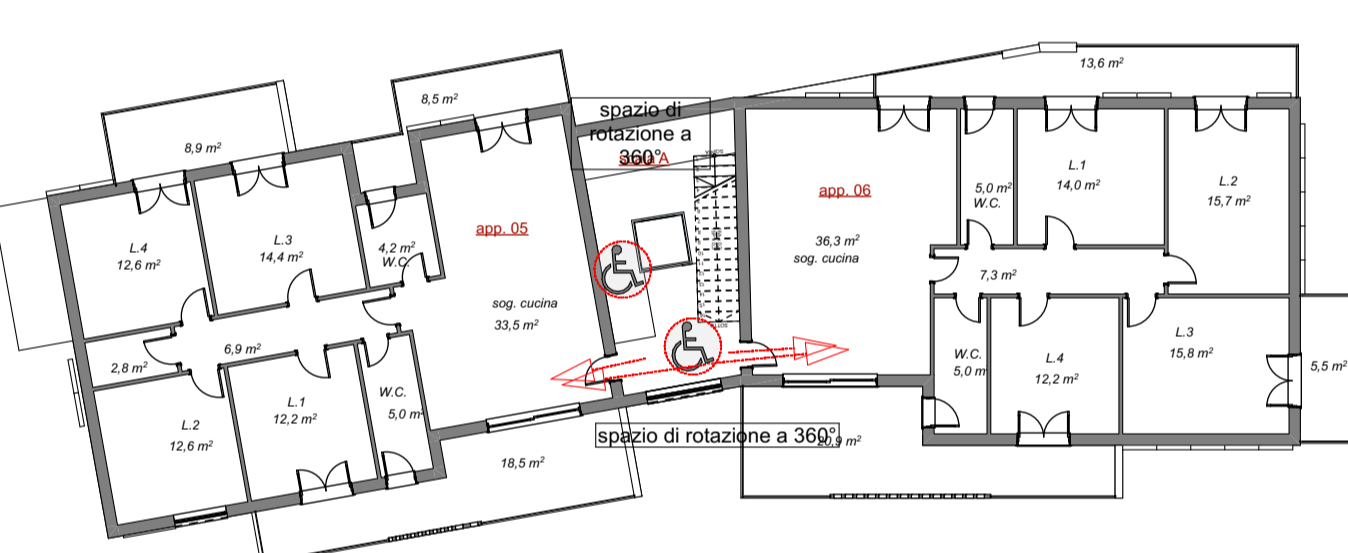 13,6 m²
8,5 m²
8,9 m²
spazio di
rotazione a
360°
app. 05
app. 06
L.4
12,6 m²
L.3
14,4 m²
4,2 m²
W.C.
sog. cucina
33,5 m²
6,9 m²
2,8 m²
L.2
12,6 m²
L.1
12,2 m²
W.C.
5,0 m²
18,5 m²
spazio di rotazione a 360°
36,3 m²
sog. cucina
5,0 m²
W.C.
L.1
14,0 m²
L.2
15,7 m²
7,3 m²
W.C.
5,0 m
L.4
12,2 m²
L.3
15,8 m²
5,5 m²
20,9 m²